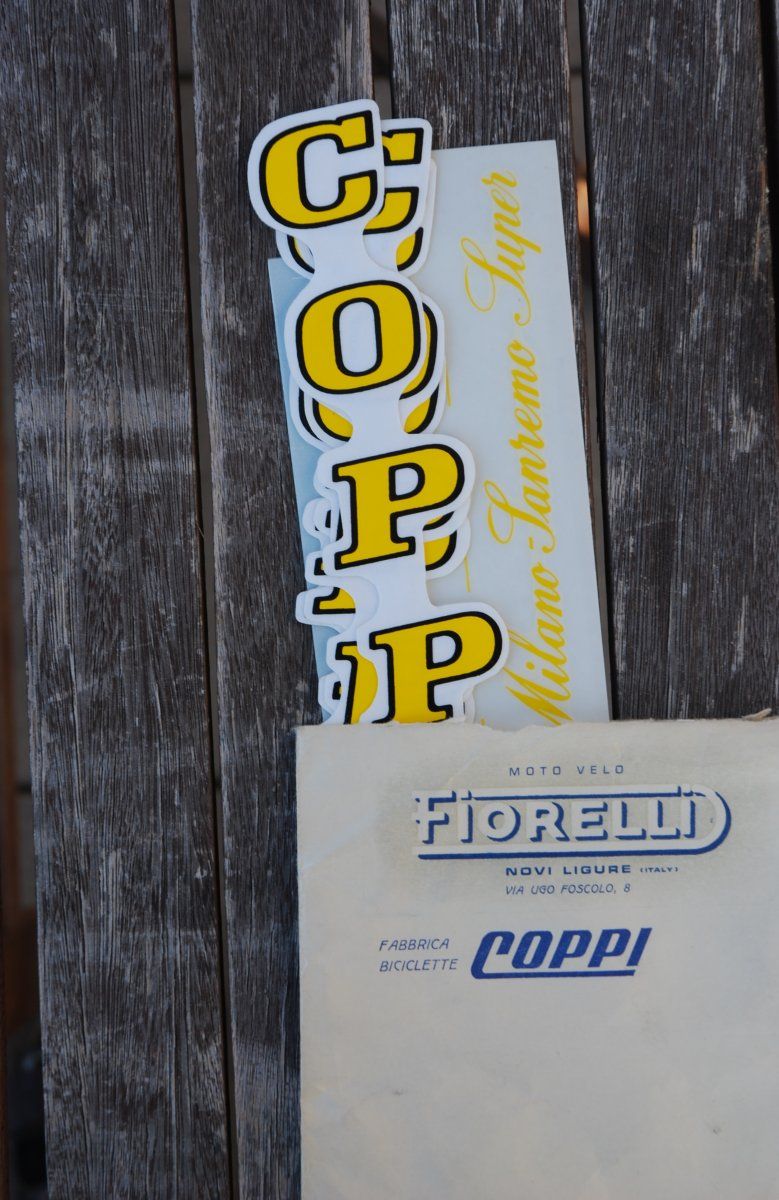 COPP
Milano-Sanremo Super
MOTO VELO
FIORELLI
NOVI LIGURE (ITALY)
VIA UGO FOSCOLO, 8
FABBRICA
BICICLETTE
COPPI